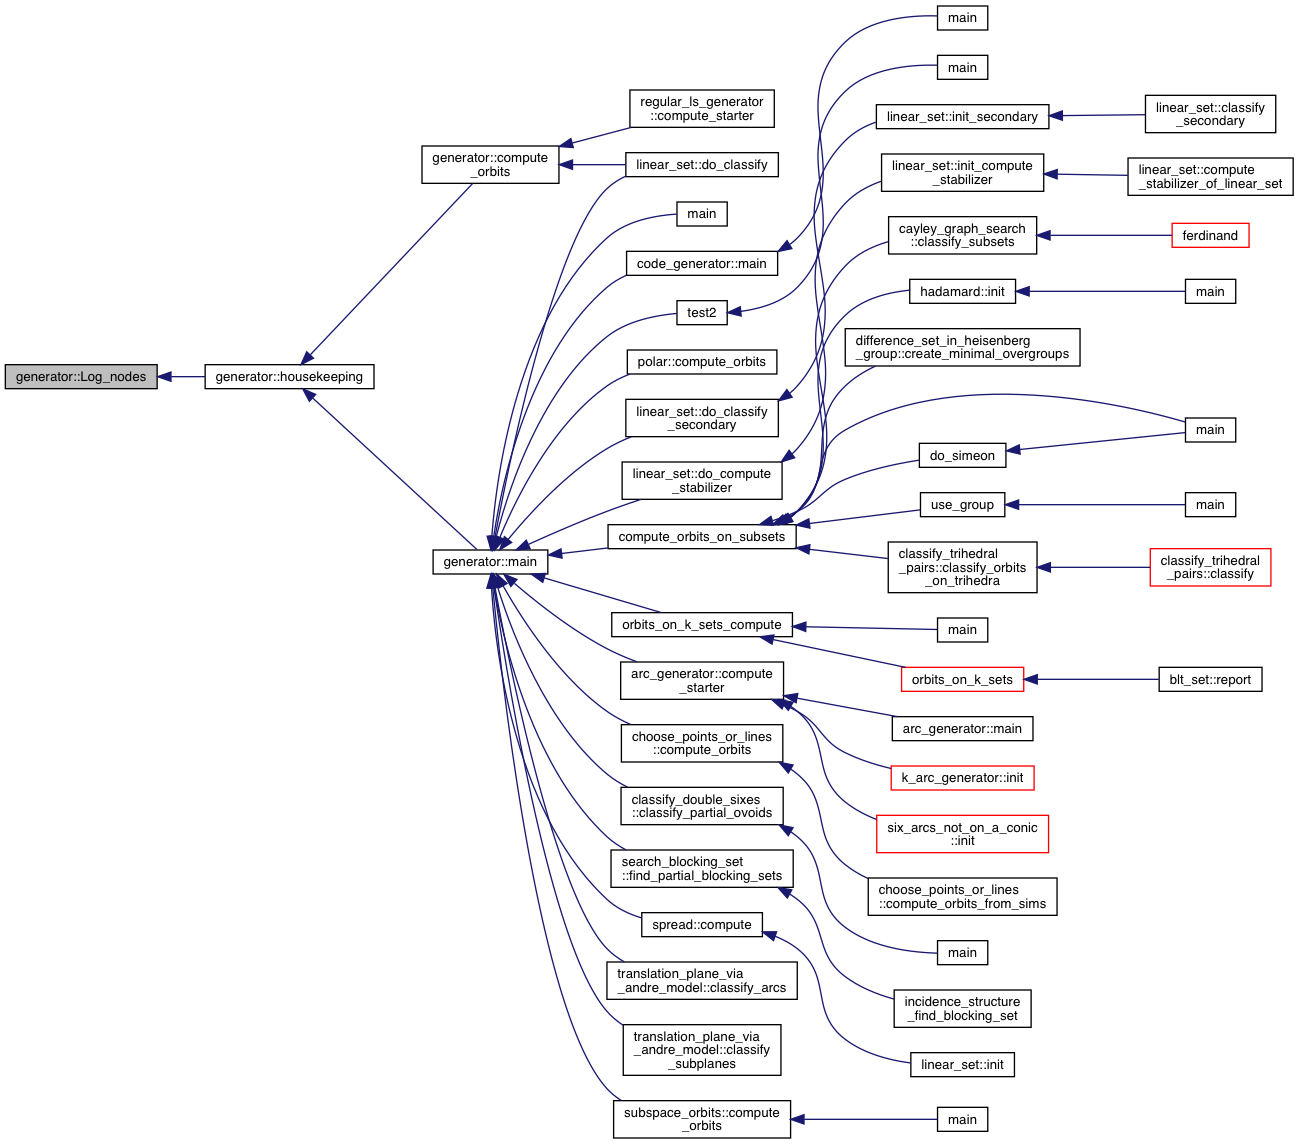 generator::Log_nodes
generator::housekeeping
generator::compute
_orbits
regular_ls_generator
::compute_starter
linear_set::do_classify
generator::main
main
code_generator::main
main
test2
main
polar::compute_orbits
linear_set::do_classify
_secondary
linear_set::init_secondary
linear_set::classify
_secondary
linear_set::do_compute
_stabilizer
linear_set::init_compute
_stabilizer
linear_set::compute
_stabilizer_of_linear_set
compute_orbits_on_subsets
cayley_graph_search
::classify_subsets
ferdinand
hadamard::init
main
difference_set_in_heisenberg
_group::create_minimal_overgroups
main
do_simeon
use_group
main
classify_trihedral
_pairs::classify_orbits
_on_trihedra
classify_trihedral
_pairs::classify
orbits_on_k_sets_compute
main
orbits_on_k_sets
blt_set::report
arc_generator::compute
_starter
arc_generator::main
k_arc_generator::init
six_arcs_not_on_a_conic
::init
choose_points_or_lines
::compute_orbits
choose_points_or_lines
::compute_orbits_from_sims
classify_double_sixes
::classify_partial_ovoids
main
search_blocking_set
::find_partial_blocking_sets
incidence_structure
_find_blocking_set
spread::compute
linear_set::init
translation_plane_via
_andre_model::classify_arcs
translation_plane_via
_andre_model::classify
_subplanes
subspace_orbits::compute
_orbits
main